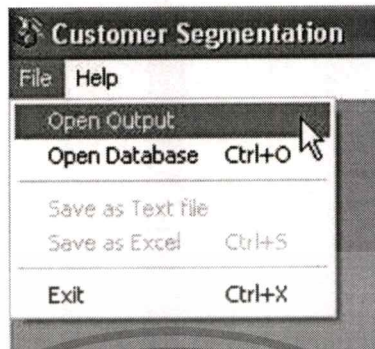 Customer Segmentation
File Help
Open Output
Open Database Ctrl+O
Save as Text file
Save as Excel Ctrl+S
Exit Ctrl+X